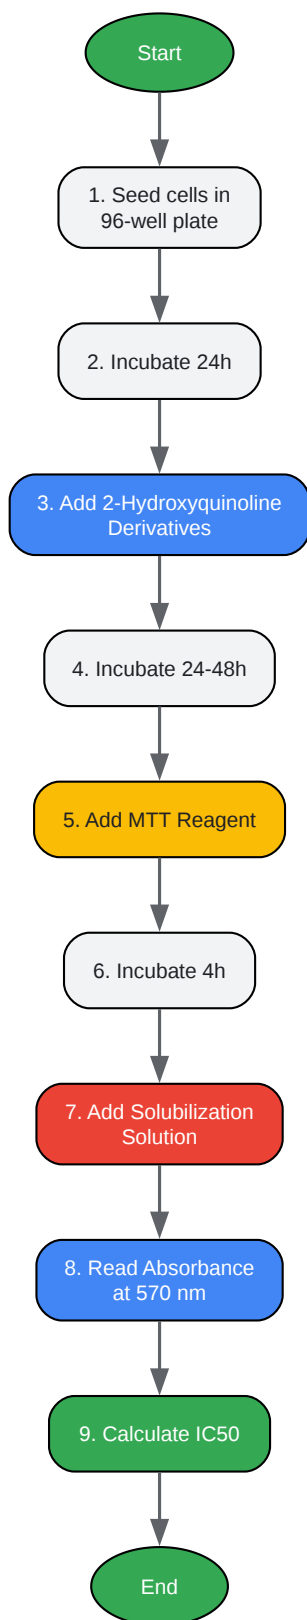 Start
1. Seed cells in
96-well plate
2. Incubate 24h
3. Add 2-Hydroxyquinoline
Derivatives
4. Incubate 24-48h
5. Add MTT Reagent
6. Incubate 4h
7. Add Solubilization
Solution
8. Read Absorbance
at 570 nm
9. Calculate IC50
End